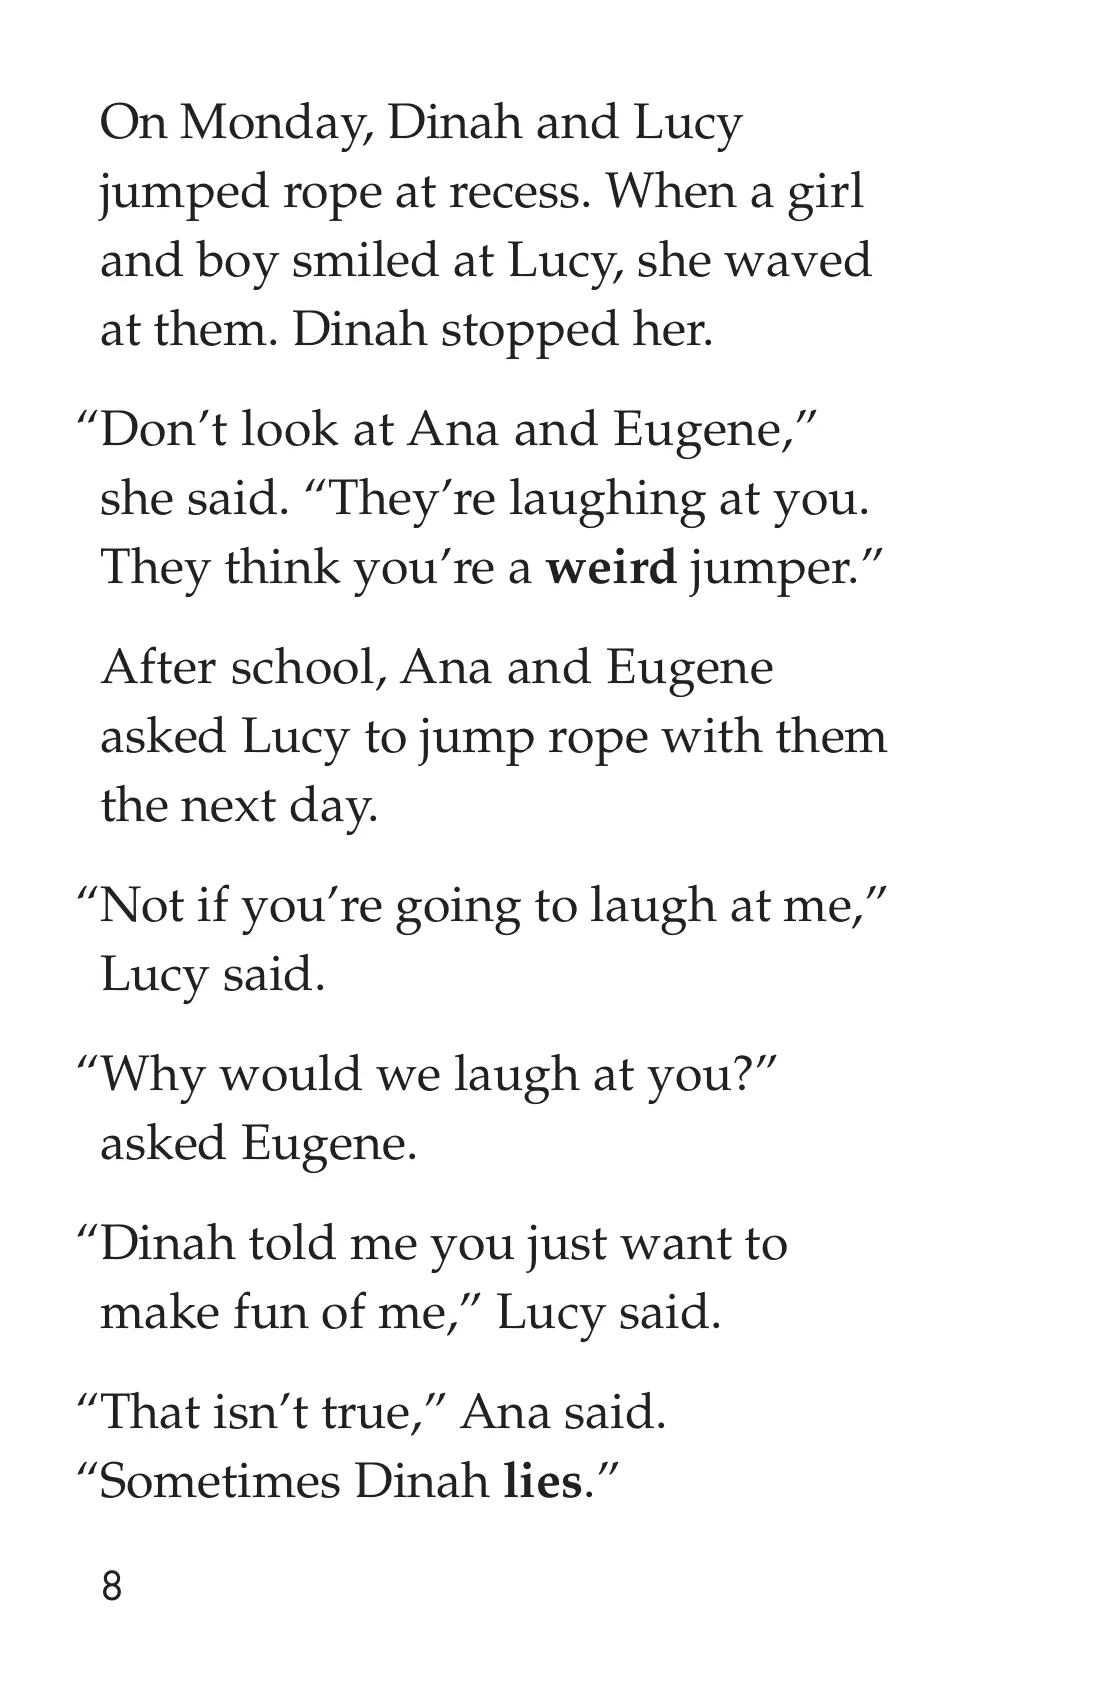 On Monday, Dinah and Lucy
jumped rope at recess. When a girl
and boy smiled at Lucy, she waved
at them. Dinah stopped her.
“Don’t look at Ana and Eugene,”
she said. “They’re laughing at you.
They think you’re a weird jumper.”
After school, Ana and Eugene
asked Lucy to jump rope with them
the next day.
“Not if you’re going to laugh at me,”
Lucy said.
“Why would we laugh at you?”
asked Eugene.
“Dinah told me you just want to
make fun of me,” Lucy said.
“That isn’t true,” Ana said.
“Sometimes Dinah lies.”
8